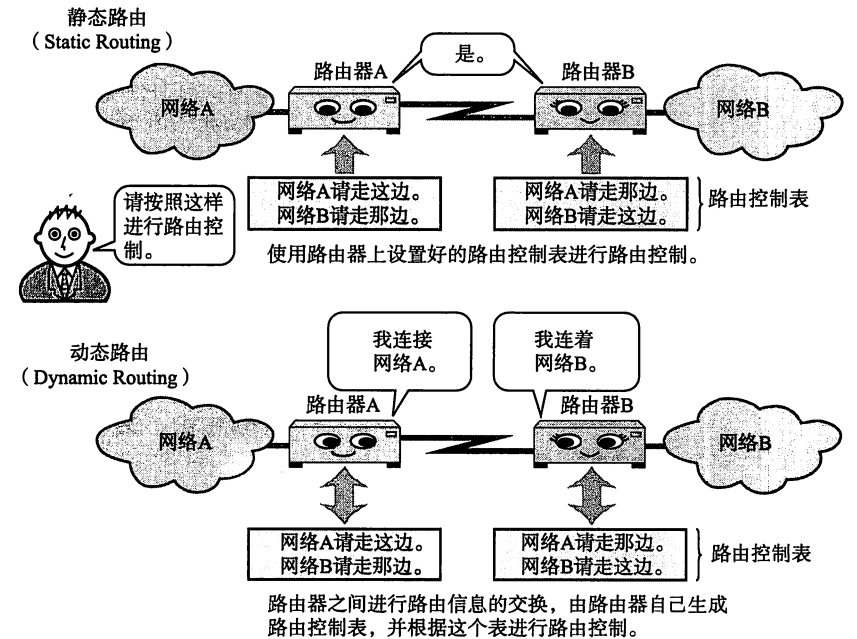 静态路由
（ Static Routing ）
路由器A
是。
路由器B
网络A
网络B
网络A请走这边。
网络B请走那边。
网络A请走那边。
网络B请走这边。
路由控制表
请按照这样
进行路由控
制。
使用路由器上设置好的路由控制表进行路由控制。
动态路由
（ Dynamic Routing ）
我连接
网络A。
我连着
网络B。
路由器A
路由器B
网络A
网络B
网络A请走这边。
网络B请走那边。
网络A请走那边。
网络B请走这边。
路由控制表
路由器之间进行路由信息的交换，由路由器自己生成
路由控制表，并根据这个表进行路由控制。